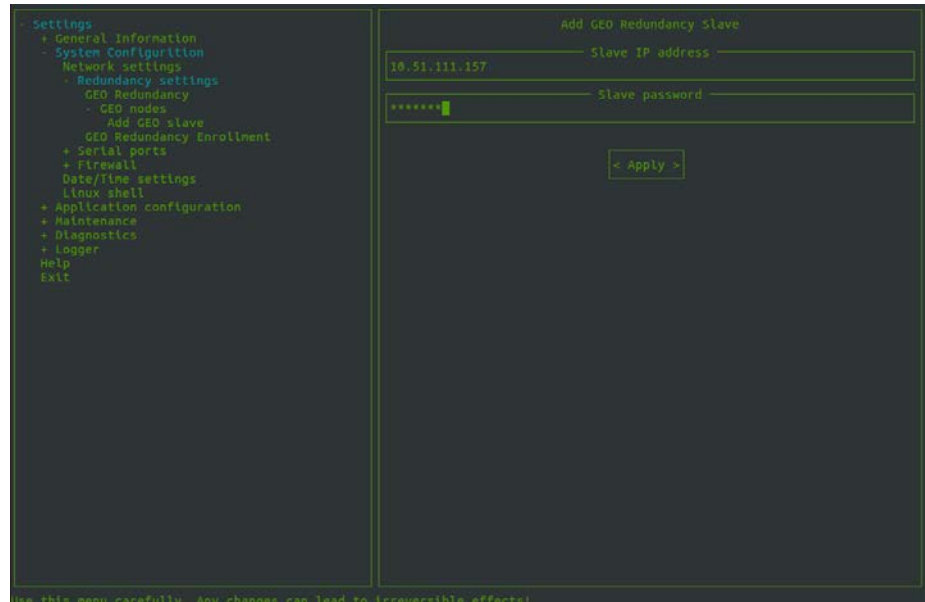 - Settings
+ General Information
- System Configurition
Network settings
- Redundancy settings
GEO Redundancy
- GEO nodes
Add GEO slave
GEO Redundancy Enrollment
+ Serial ports
+ Firewall
Date/Time settings
Linux shell
+ Application configuration
+ Maintenance
+ Diagnostics
+ Logger
Help
Exit
Add GEO Redundancy Slave
Slave IP address
10.51.111.157
Slave password
*******
< Apply >
Use this menu carefully. Any changes can lead to irreversible effects!